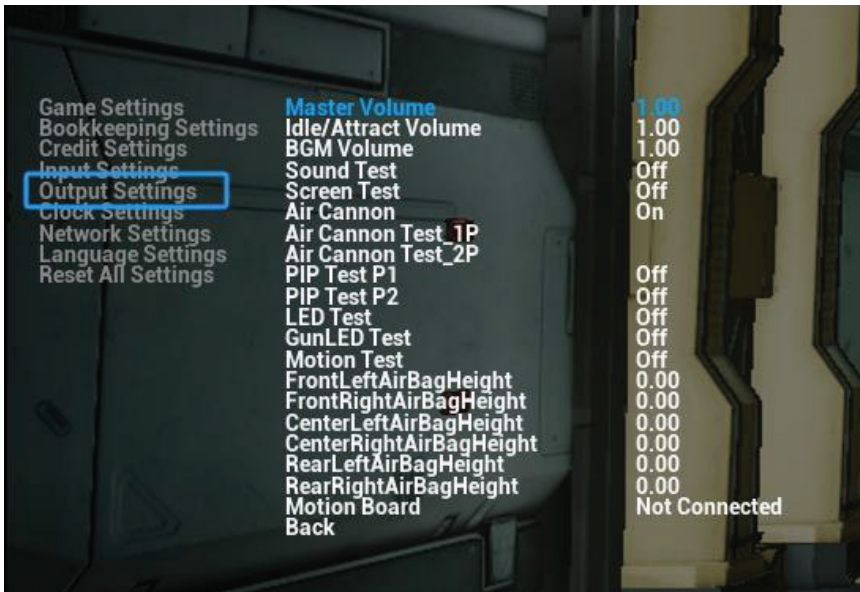 Game Settings
Bookkeeping Settings
Credit Settings
Input Settings
Output Settings
Clock Settings
Network Settings
Language Settings
Reset All Settings
Master Volume 1.00
Idle/Attract Volume 1.00
BGM Volume 1.00
Sound Test Off
Screen Test Off
Air Cannon On
Air Cannon Test_1P
Air Cannon Test_2P
PIP Test P1 Off
PIP Test P2 Off
LED Test Off
GunLED Test Off
Motion Test Off
FrontLeftAirBagHeight 0.00
FrontRightAirBagHeight 0.00
CenterLeftAirBagHeight 0.00
CenterRightAirBagHeight 0.00
RearLeftAirBagHeight 0.00
RearRightAirBagHeight 0.00
Motion Board Not Connected
Back